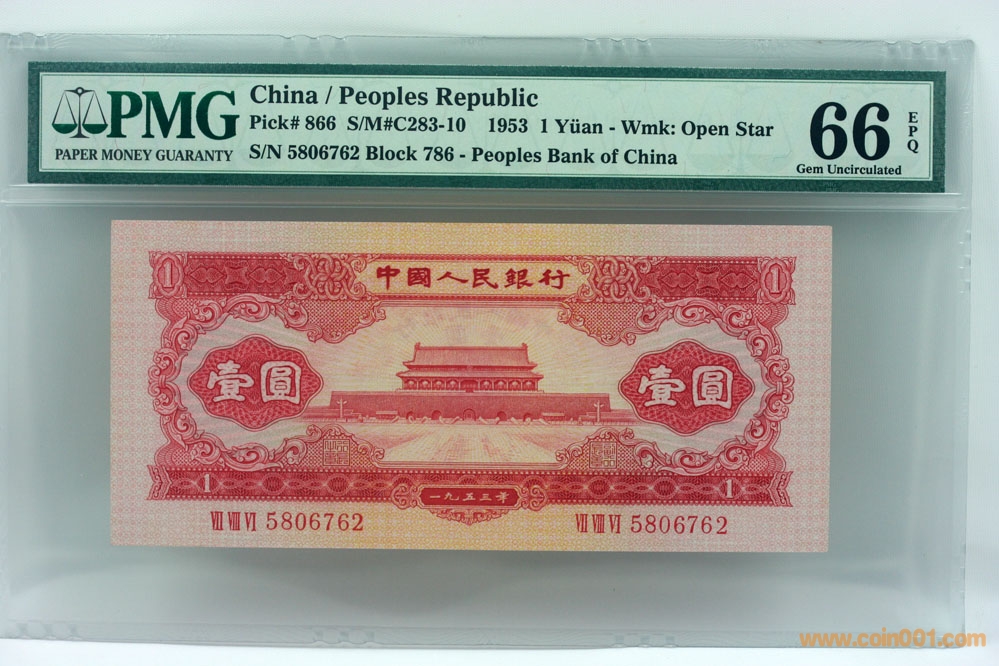 PMG
PAPER MONEY GUARANTY
China / Peoples Republic
Pick# 866 S/M#C283-10 1953 1 Yüan - Wmk: Open Star
S/N 5806762 Block 786 - Peoples Bank of China
66
EPQ
Gem Uncirculated
1 中國人民銀行 1
壹圓 壹圓
1 一九五三年 1
Ⅶ Ⅷ Ⅵ 5806762 Ⅶ Ⅷ Ⅵ 5806762
www.coin001.com